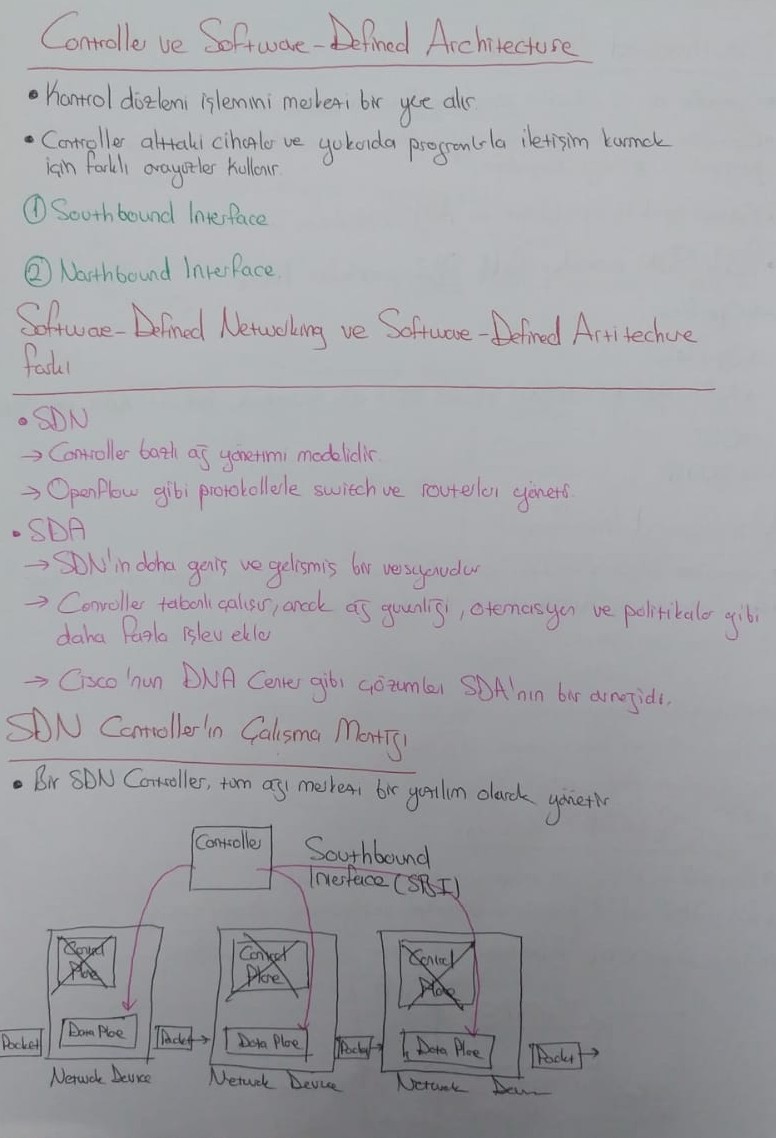 Controller ve Software-Defined Architecture
• Kontrol düzlemi işlemini merkezi bir yere alır.
• Controller alttaki cihazlar ve yukarıda programlarla iletişim kurmak
için farklı arayüzler kullanır.
① Southbound Interface
② Northbound Interface.
Software-Defined Networking ve Software-Defined Artitechure
farkı
• SDN
→ Controller bazlı ağ yönetimi modelidir.
→ OpenFlow gibi protokollerle switch ve routerları yönetir.
• SDA
→ SDN'in daha geniş ve gelişmiş bir versiyonudur
→ Controller tabanlı çalışır, ancak ağ güvenliği, otomasyon ve politikalar gibi
daha fazla işlev ekler
→ Cisco'nun DNA Center gibi çözümleri SDA'nın bir örneğidir.
SDN Controller'ın Çalışma Mantığı
• Bir SDN Controller, tüm ağı merkezi bir yazılım olarak yönetir
Controller
Southbound
Interface (SBI)
Control
Plane
Control
Plane
Control
Plane
Packet
Data Plane
Packet
Data Plane
Packet
Data Plane
Packet
Network Device
Network Device
Network